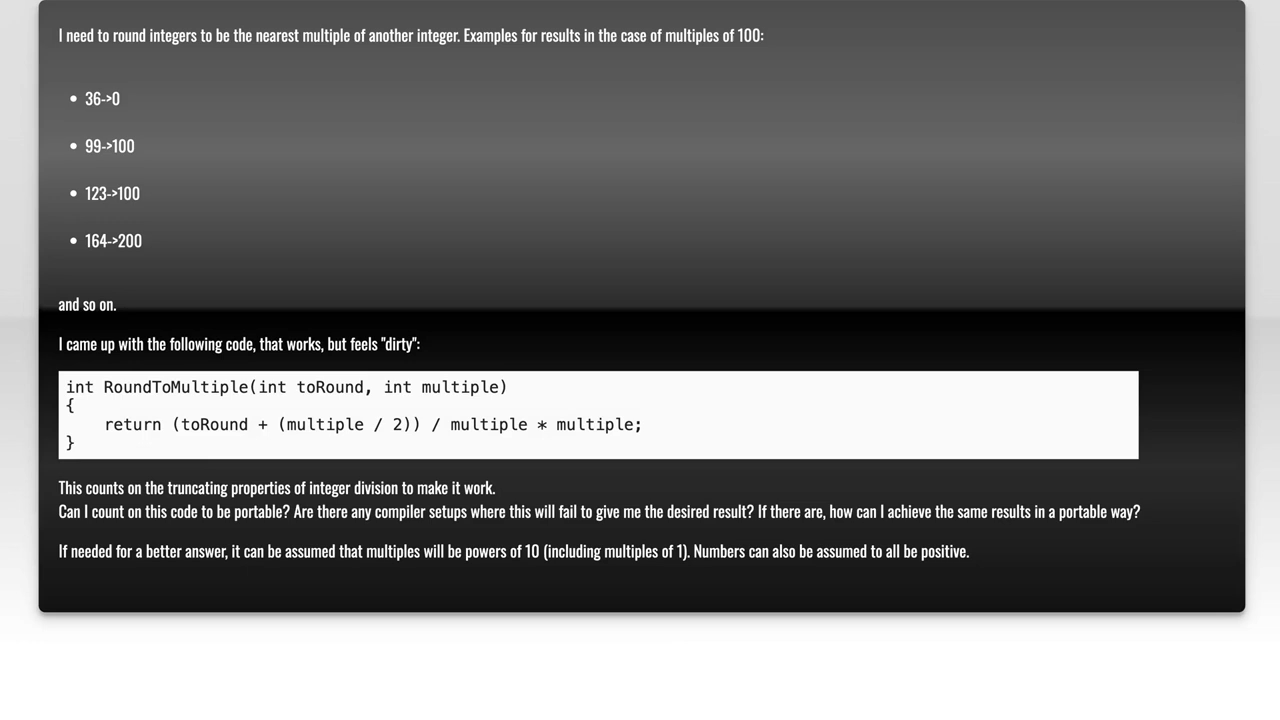 I need to round integers to be the nearest multiple of another integer. Examples for results in the case of multiples of 100:
• 36->0
• 99->100
• 123->100
• 164->200
and so on.
I came up with the following code, that works, but feels "dirty":
int RoundToMultiple(int toRound, int multiple)
{
    return (toRound + (multiple / 2)) / multiple * multiple;
}
This counts on the truncating properties of integer division to make it work.
Can I count on this code to be portable? Are there any compiler setups where this will fail to give me the desired result? If there are, how can I achieve the same results in a portable way?
If needed for a better answer, it can be assumed that multiples will be powers of 10 (including multiples of 1). Numbers can also be assumed to all be positive.